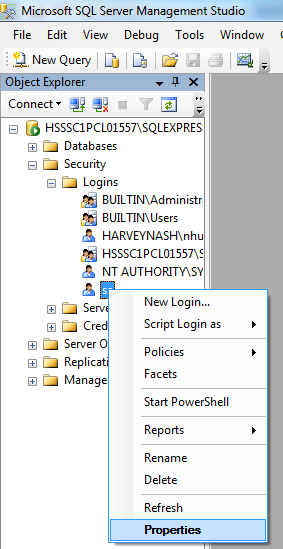 Microsoft SQL Server Management Studio
File Edit View Debug Tools Window
New Query
Object Explorer
Connect
HSSSC1PCL01557\SQLEXPRES
Databases
Security
Logins
BUILTIN\Administra
BUILTIN\Users
HARVEYNASH\nhu
HSSSC1PCL01557\S
NT AUTHORITY\SY
New Login...
Serve
Script Login as
Cred
Server O
Policies
Replicati
Facets
Manage
Start PowerShell
Reports
Rename
Delete
Refresh
Properties